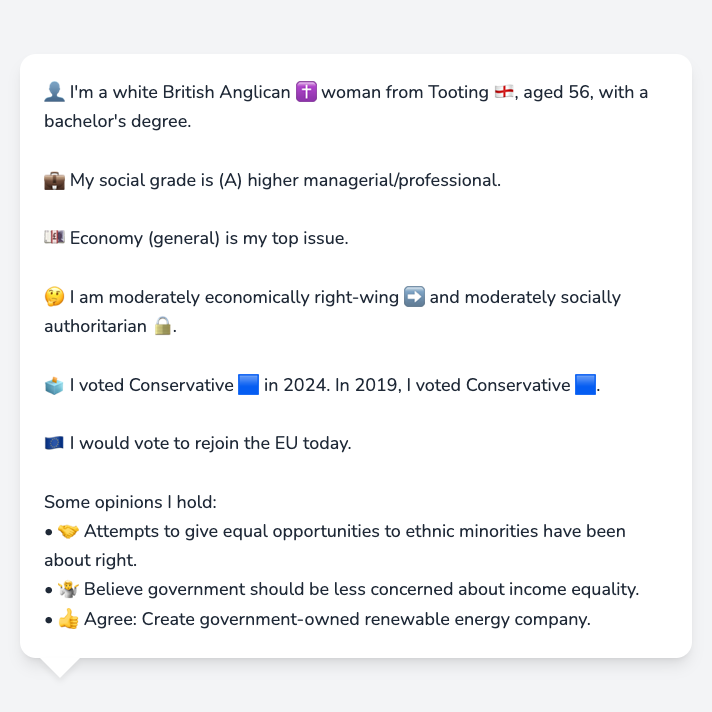 👤 I'm a white British Anglican ✝️ woman from Tooting 🏴󠁧󠁢󠁥󠁮󠁧󠁿, aged 56, with a
bachelor's degree.
💼 My social grade is (A) higher managerial/professional.
💷 Economy (general) is my top issue.
🤔 I am moderately economically right-wing ➡️ and moderately socially
authoritarian 🔒.
🗳️ I voted Conservative 🟦 in 2024. In 2019, I voted Conservative 🟦.
🇪🇺 I would vote to rejoin the EU today.
Some opinions I hold:
• 🤝 Attempts to give equal opportunities to ethnic minorities have been
about right.
• 🤷 Believe government should be less concerned about income equality.
• 👍 Agree: Create government-owned renewable energy company.